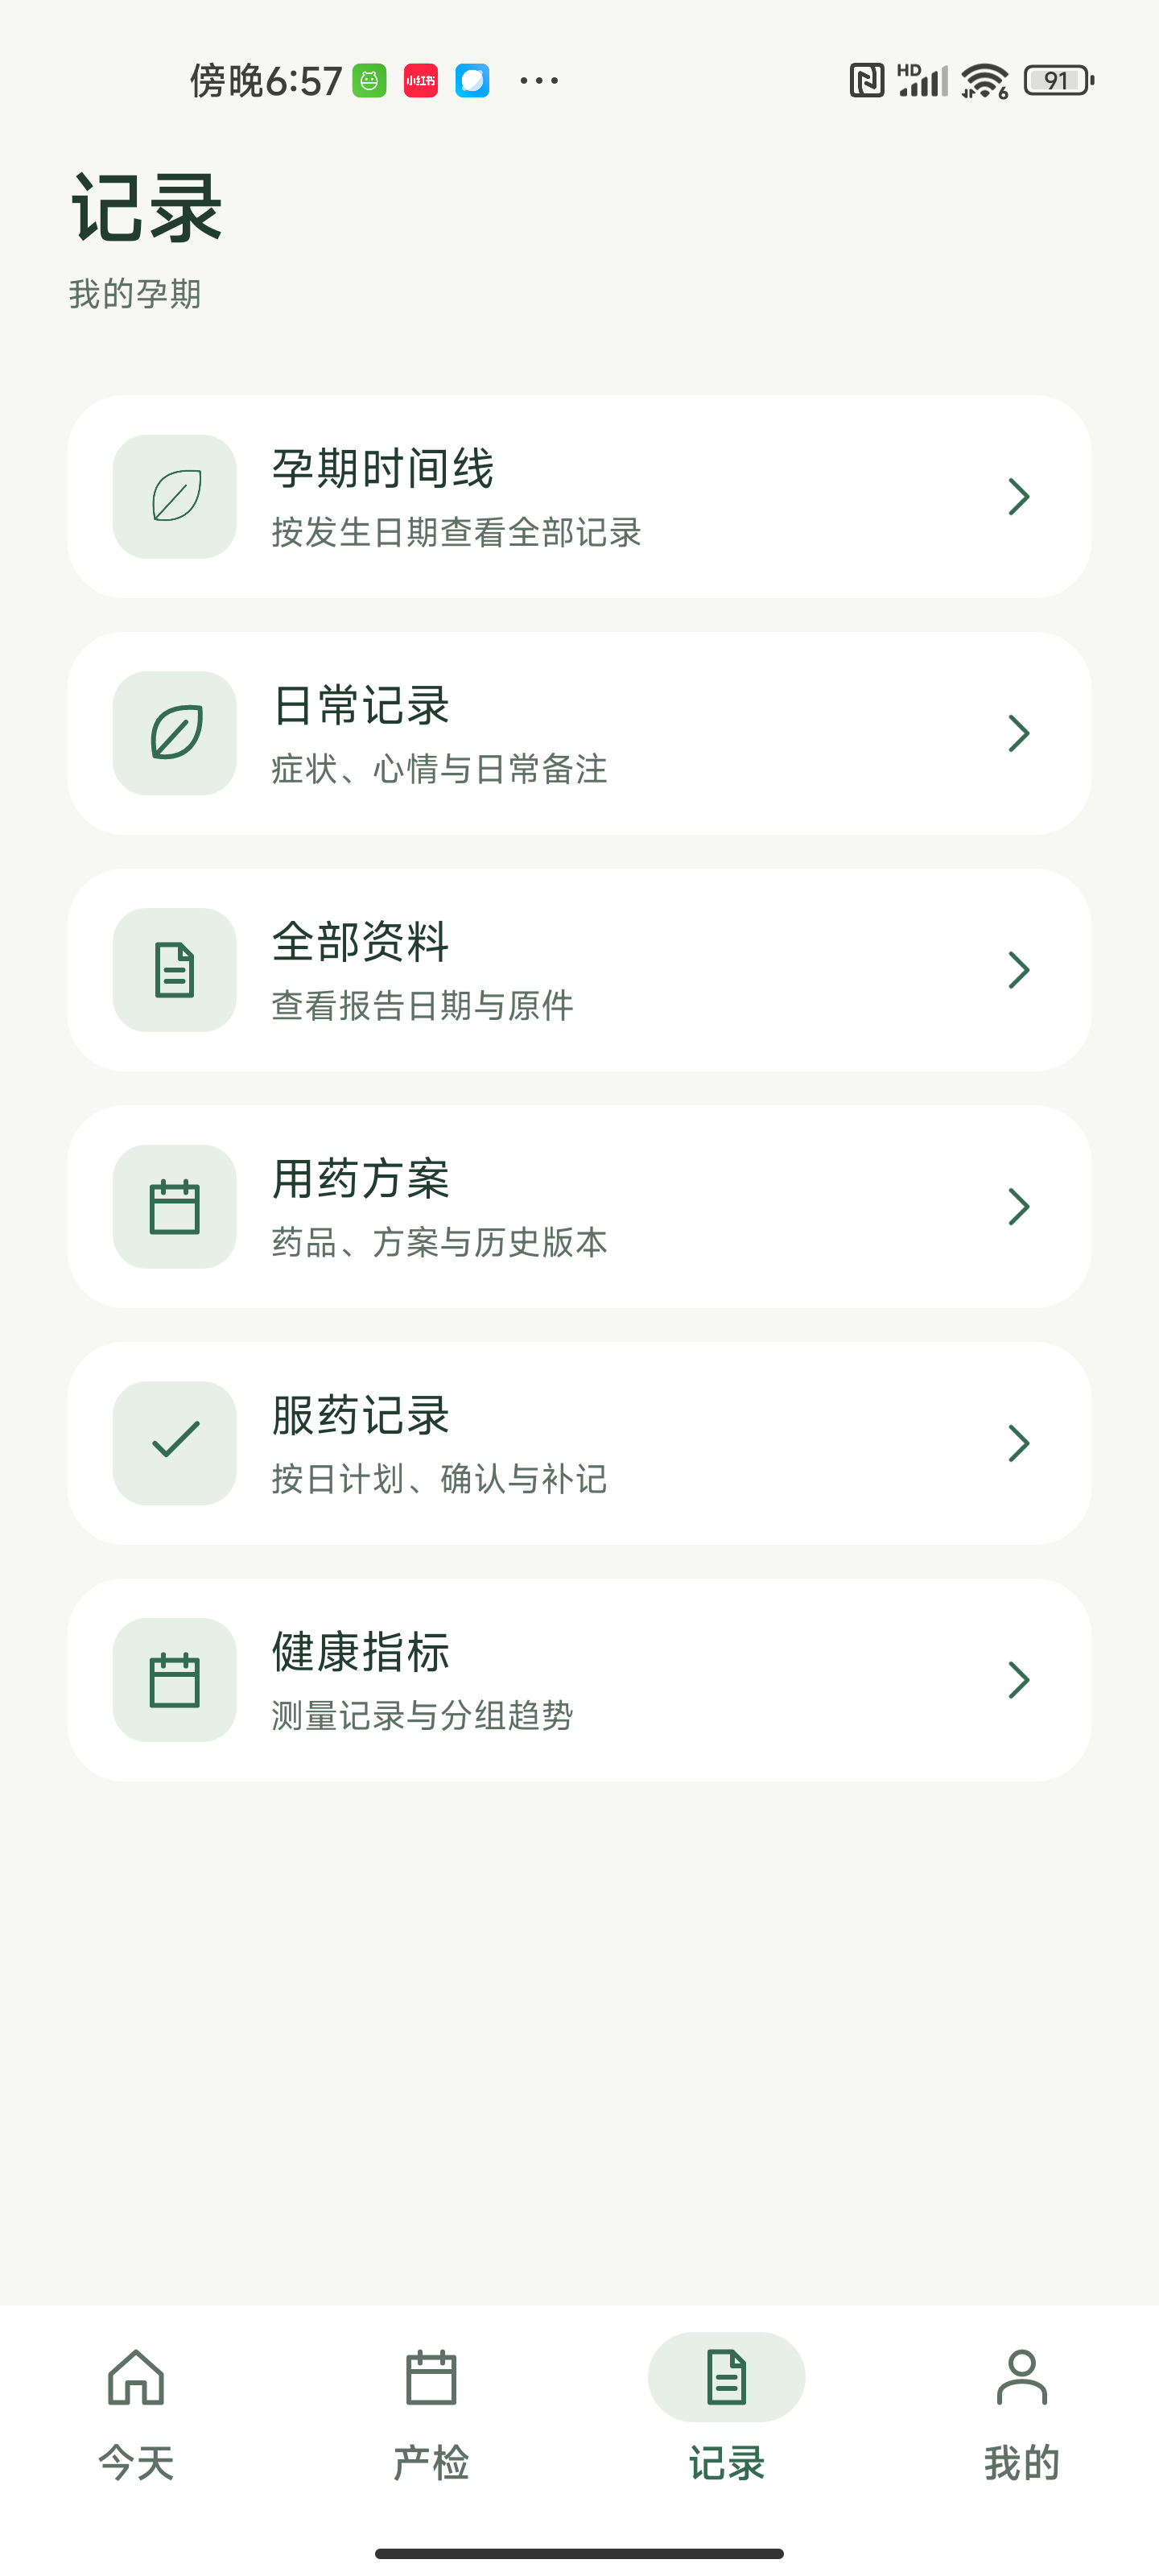 傍晚6:57 小红书 HD 6 91
记录
我的孕期
孕期时间线
按发生日期查看全部记录
日常记录
症状、心情与日常备注
全部资料
查看报告日期与原件
用药方案
药品、方案与历史版本
服药记录
按日计划、确认与补记
健康指标
测量记录与分组趋势
今天 产检 记录 我的